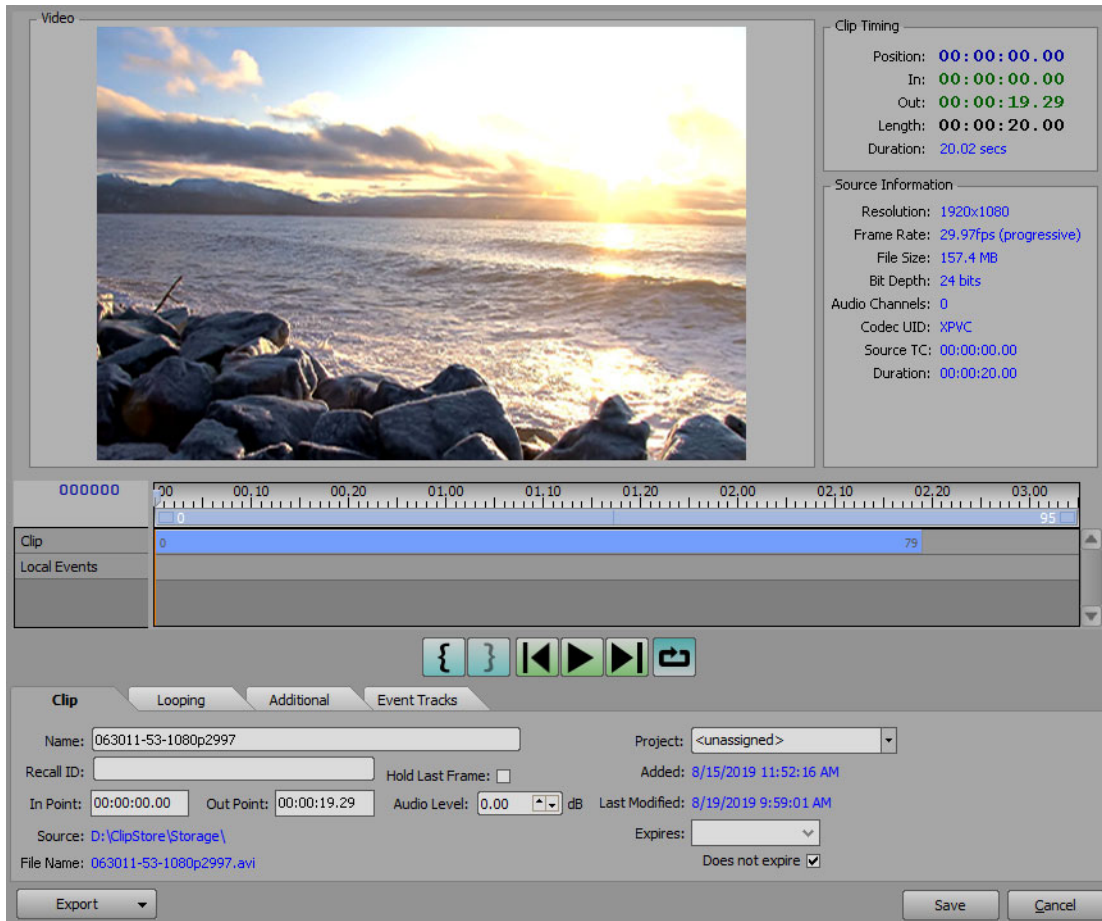 Video
Clip Timing
Position: 00:00:00.00
In: 00:00:00.00
Out: 00:00:19.29
Length: 00:00:20.00
Duration: 20.02 secs
Source Information
Resolution: 1920x1080
Frame Rate: 29.97fps (progressive)
File Size: 157.4 MB
Bit Depth: 24 bits
Audio Channels: 0
Codec UID: XPVC
Source TC: 00:00:00.00
Duration: 00:00:20.00
000000
00 00.10 00.20 01.00 01.10 01.20 02.00 02.10 02.20 03.00
0 95
Clip 0 79
Local Events
{ }
Clip Looping Additional Event Tracks
Name: 063011-53-1080p2997 Project: <unassigned>
Recall ID: Hold Last Frame: Added: 8/15/2019 11:52:16 AM
In Point: 00:00:00.00 Out Point: 00:00:19.29 Audio Level: 0.00 dB Last Modified: 8/19/2019 9:59:01 AM
Source: D:\ClipStore\Storage\ Expires:
File Name: 063011-53-1080p2997.avi Does not expire
Export Save Cancel